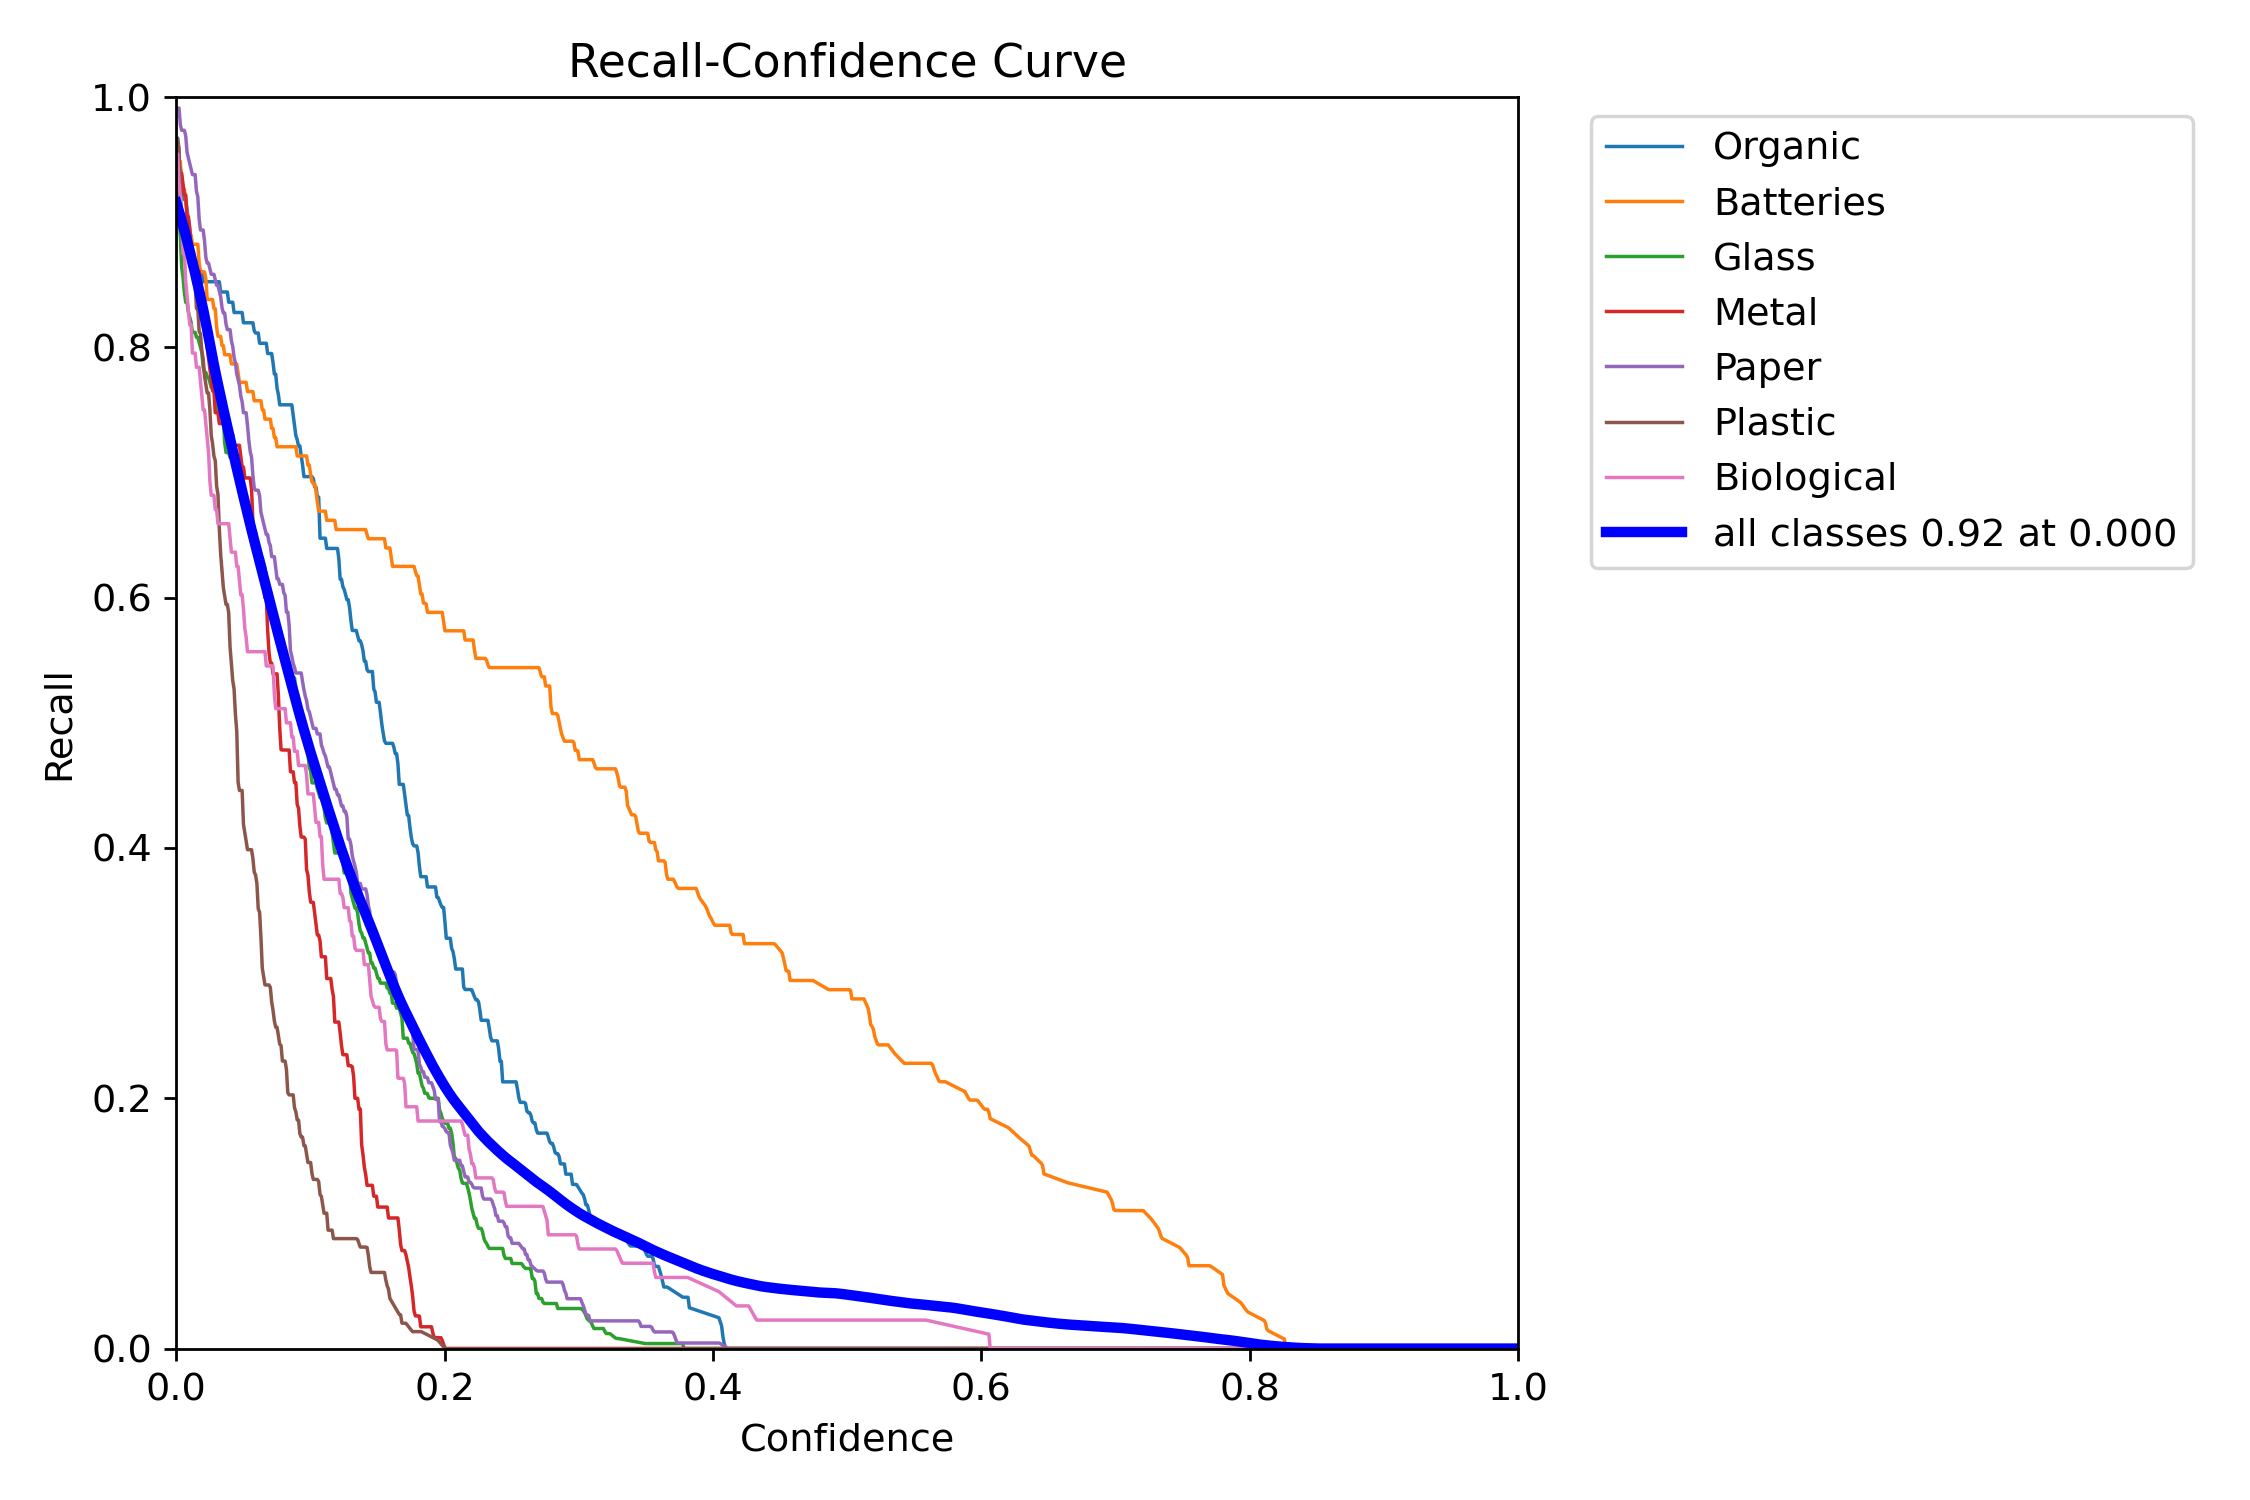 Recall-Confidence Curve
1.0
0.8
0.6
0.4
0.2
0.0
Recall
0.0 0.2 0.4 0.6 0.8 1.0
Confidence
Organic
Batteries
Glass
Metal
Paper
Plastic
Biological
all classes 0.92 at 0.000